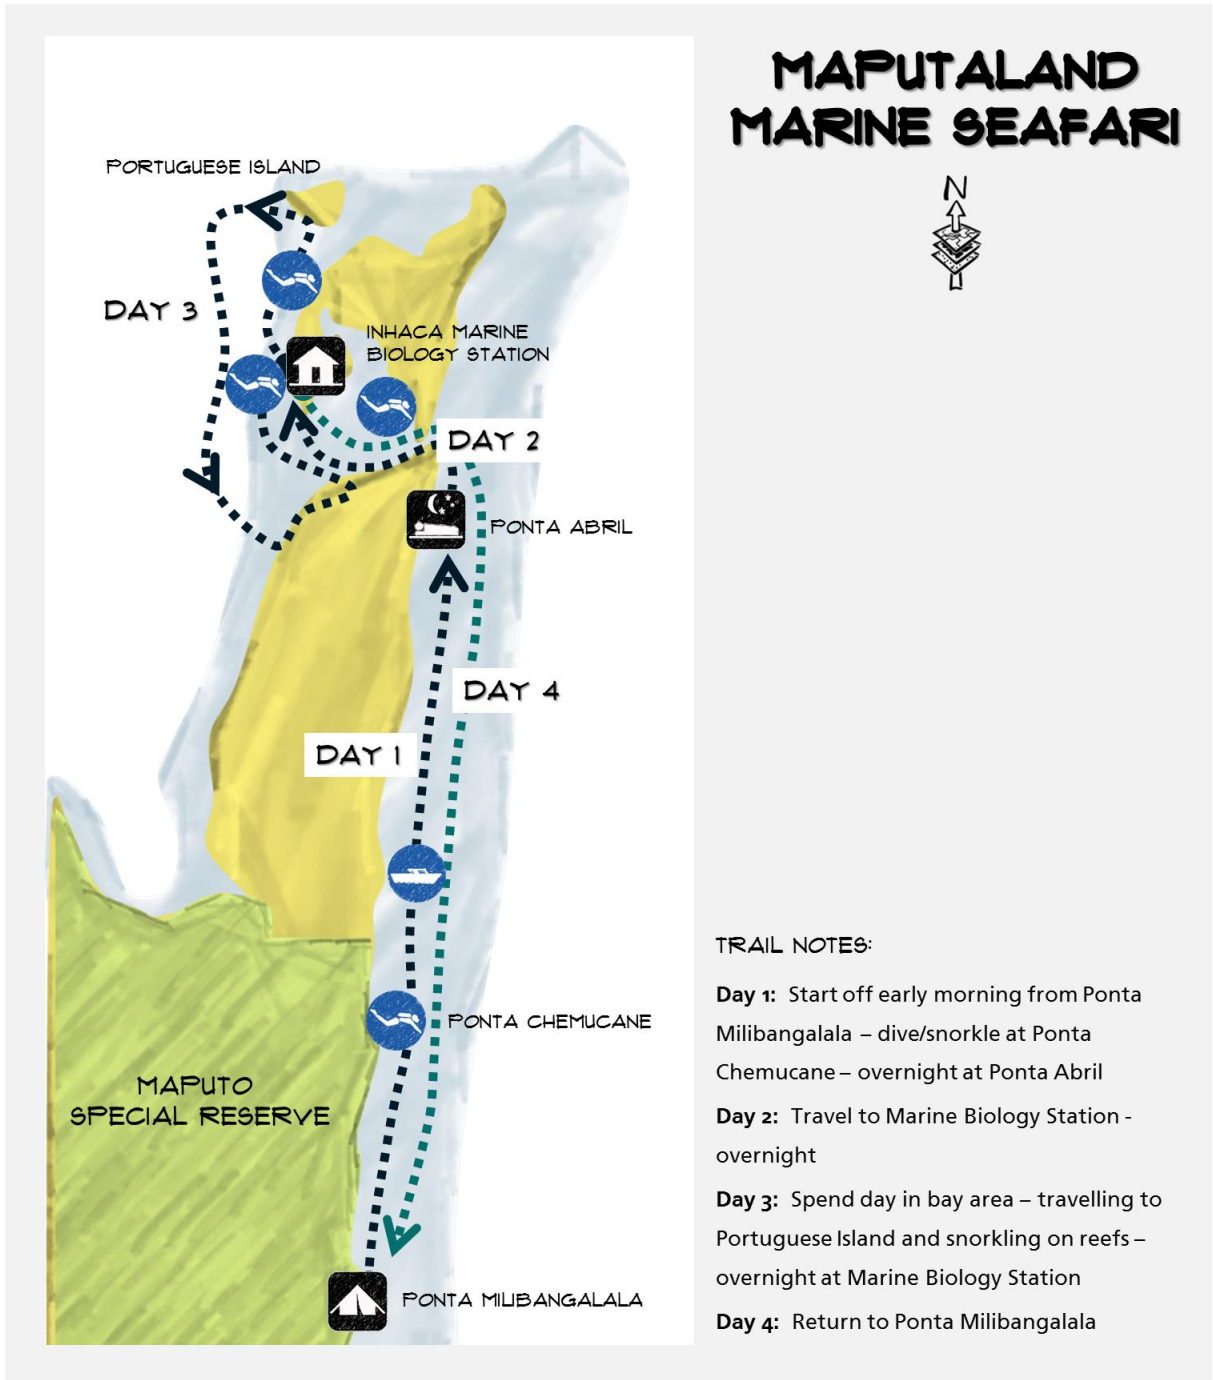 MAPUTALAND
MARINE SEAFARI
N
PORTUGUESE ISLAND
DAY 3
INHACA MARINE
BIOLOGY STATION
DAY 2
PONTA ABRIL
DAY 4
DAY 1
PONTA CHEMUCANE
MAPUTO
SPECIAL RESERVE
PONTA MILIBANGALALA
TRAIL NOTES:
Day 1: Start off early morning from Ponta
Milibangalala – dive/snorkle at Ponta
Chemucane – overnight at Ponta Abril
Day 2: Travel to Marine Biology Station -
overnight
Day 3: Spend day in bay area – travelling to
Portuguese Island and snorkling on reefs –
overnight at Marine Biology Station
Day 4: Return to Ponta Milibangalala